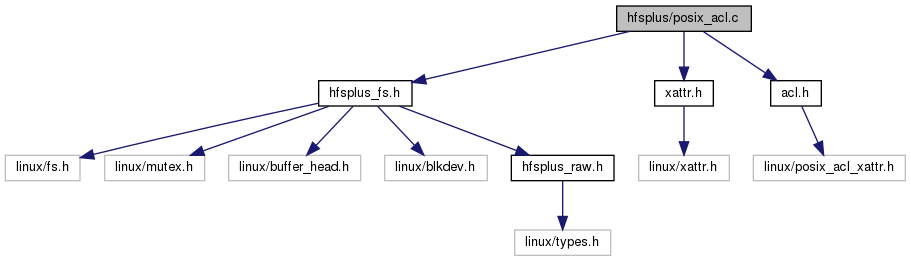 hfsplus/posix_acl.c
hfsplus_fs.h
xattr.h
acl.h
linux/fs.h
linux/mutex.h
linux/buffer_head.h
linux/blkdev.h
hfsplus_raw.h
linux/xattr.h
linux/posix_acl_xattr.h
linux/types.h